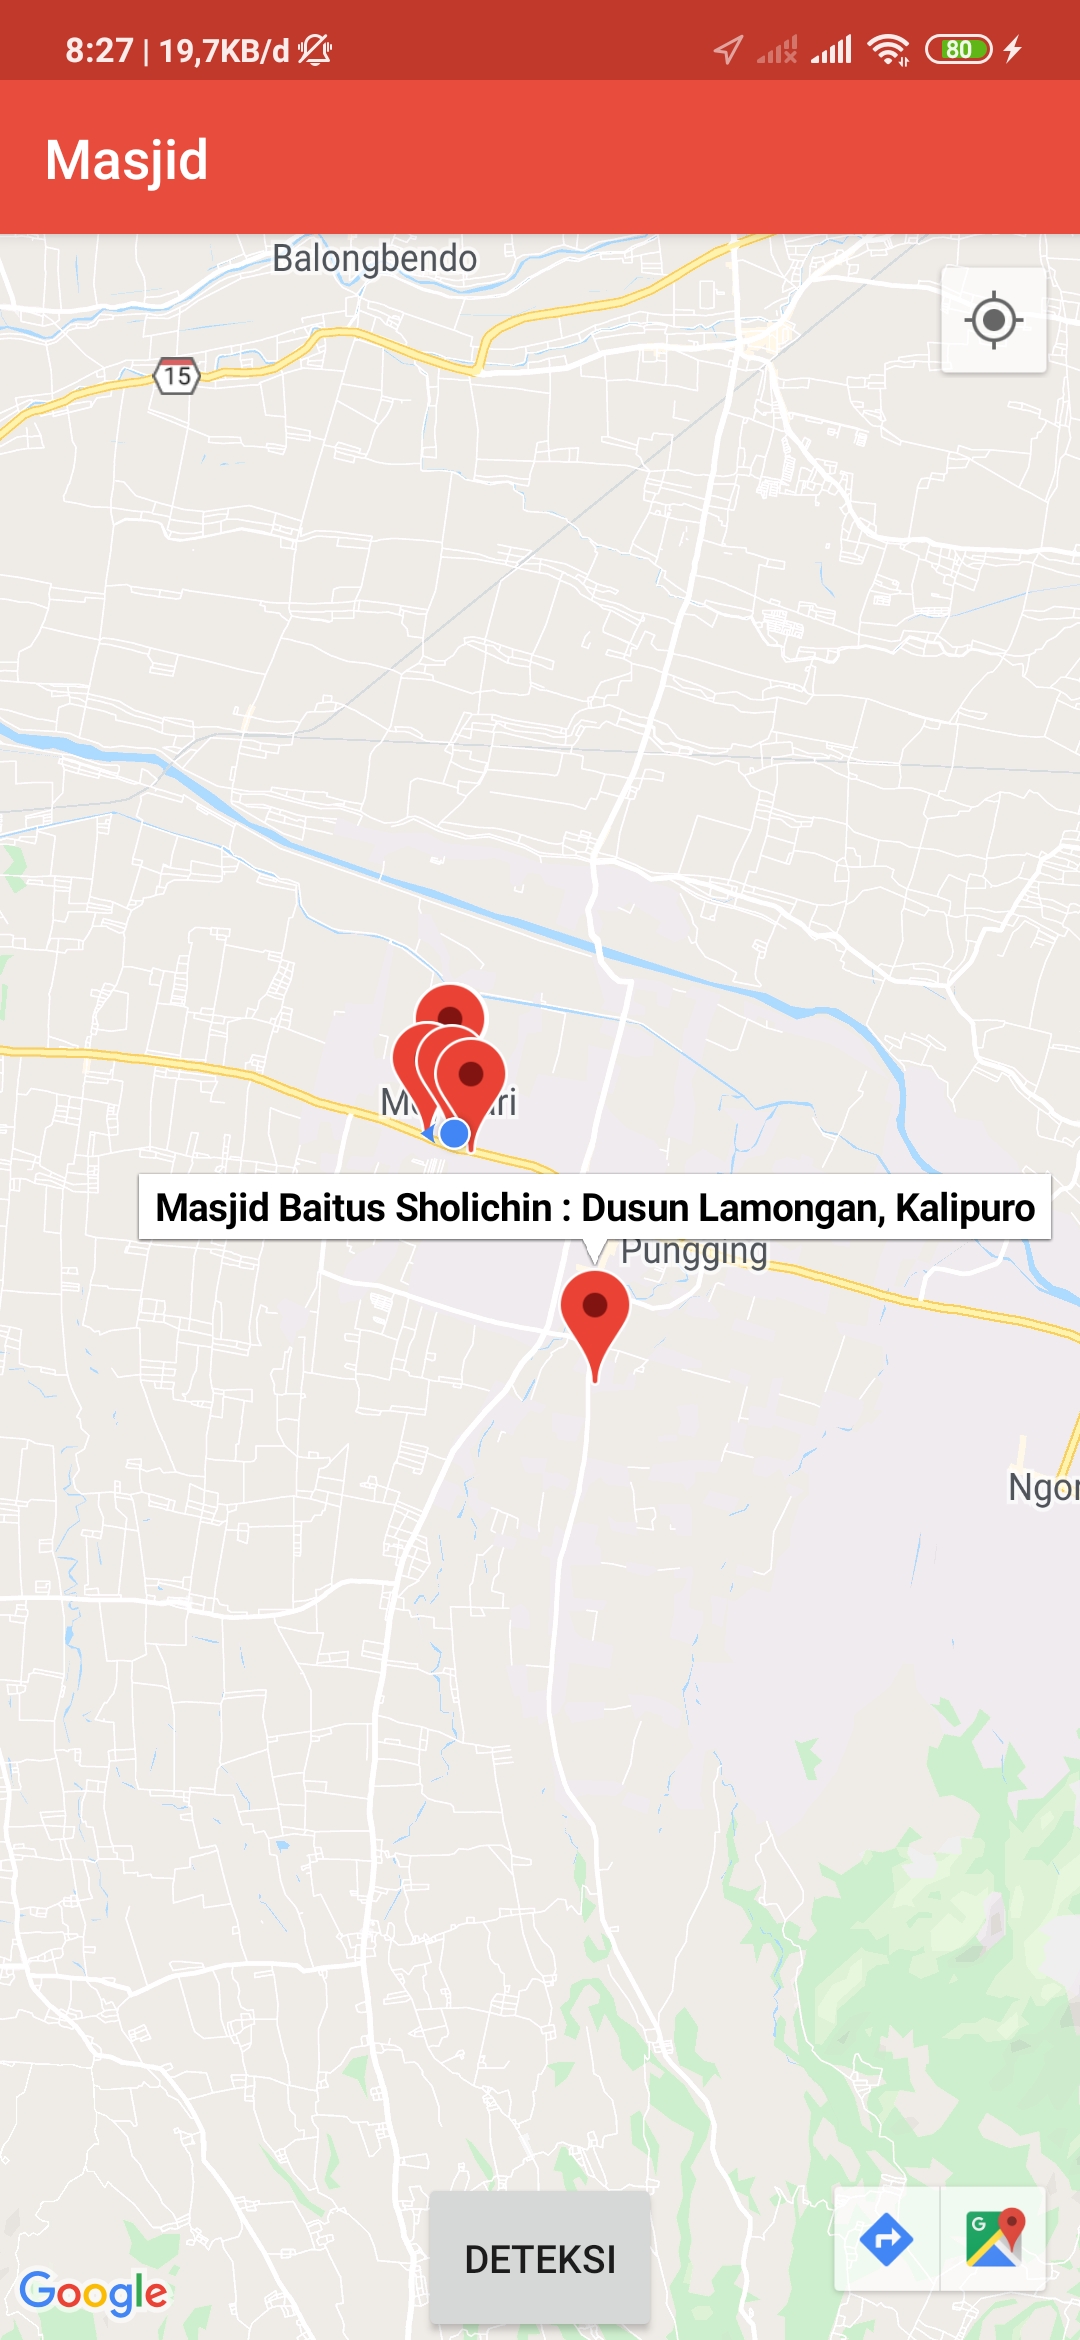 8:27 | 19,7KB/d
80
Masjid
Balongbendo
15
Masjid Baitus Sholichin : Dusun Lamongan, Kalipuro
Pungging
DETEKSI
Google